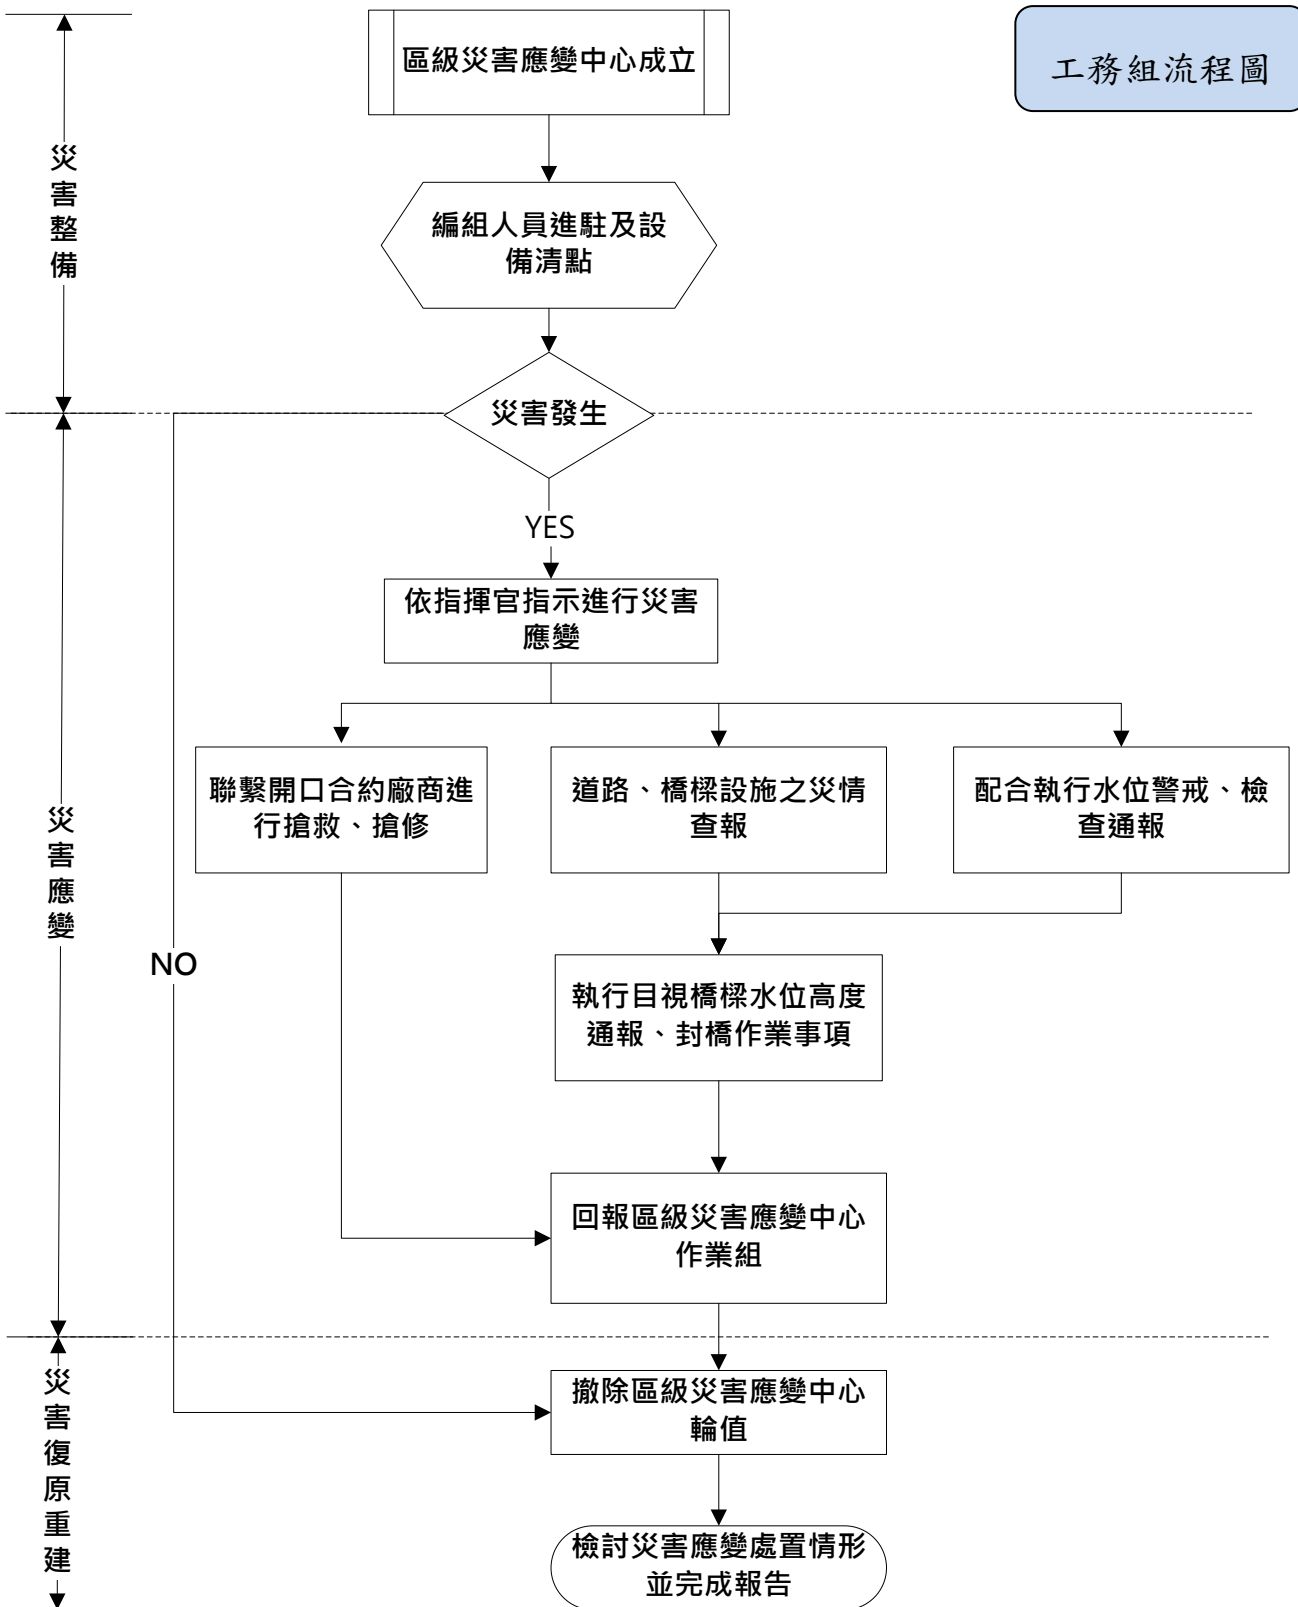 區級災害應變中心成立
工務組流程圖
災害整備
編組人員進駐及設
備清點
災害發生
YES
依指揮官指示進行災害
應變
聯繫開口合約廠商進
行搶救、搶修
道路、橋樑設施之災情
查報
配合執行水位警戒、檢
查通報
災害應變
NO
執行目視橋樑水位高度
通報、封橋作業事項
回報區級災害應變中心
作業組
災害復原重建
撤除區級災害應變中心
輪值
檢討災害應變處置情形
並完成報告